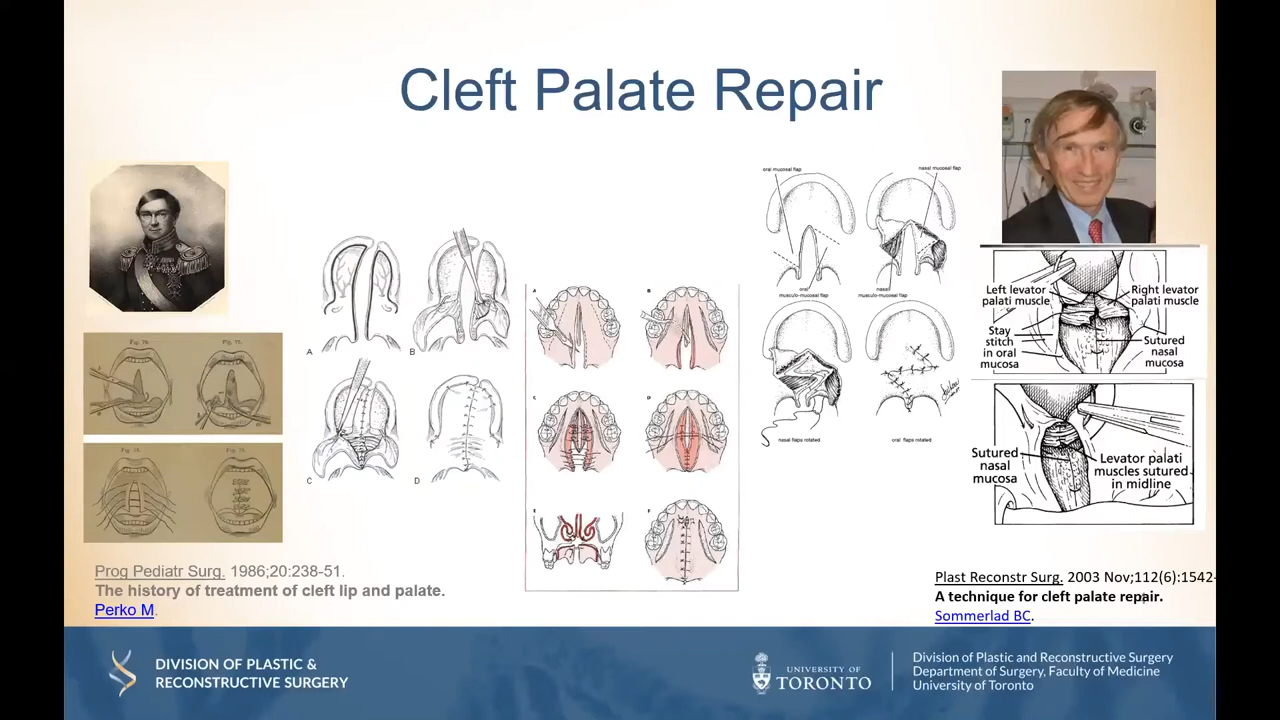 Cleft Palate Repair
A
B
C
D
A
B
C
D
E
F
oral mucosal flap
nasal mucosal flap
oral
musculo-mucosal flap
nasal
musculo-mucosal flap
nasal flaps rotated
oral flaps rotated
Left levator
palati muscle
Right levator
palati muscle
Stay
stitch
in oral
mucosa
Sutured
nasal
mucosa
Sutured
nasal
mucosa
Levator palati
muscles sutured
in midline
Prog Pediatr Surg. 1986;20:238-51.
The history of treatment of cleft lip and palate.
Perko M.
Plast Reconstr Surg. 2003 Nov;112(6):1542-
A technique for cleft palate repair.
Sommerlad BC.
DIVISION OF PLASTIC &
RECONSTRUCTIVE SURGERY
UNIVERSITY OF
TORONTO
Division of Plastic and Reconstructive Surgery
Department of Surgery, Faculty of Medicine
University of Toronto